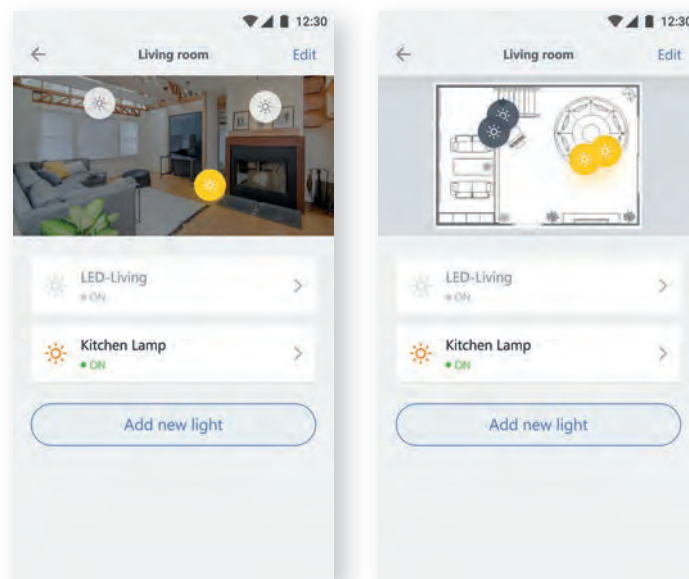 12:30
Living room Edit
LED-Living
ON
Kitchen Lamp
ON
Add new light
12:30
Living room Edit
LED-Living
ON
Kitchen Lamp
ON
Add new light